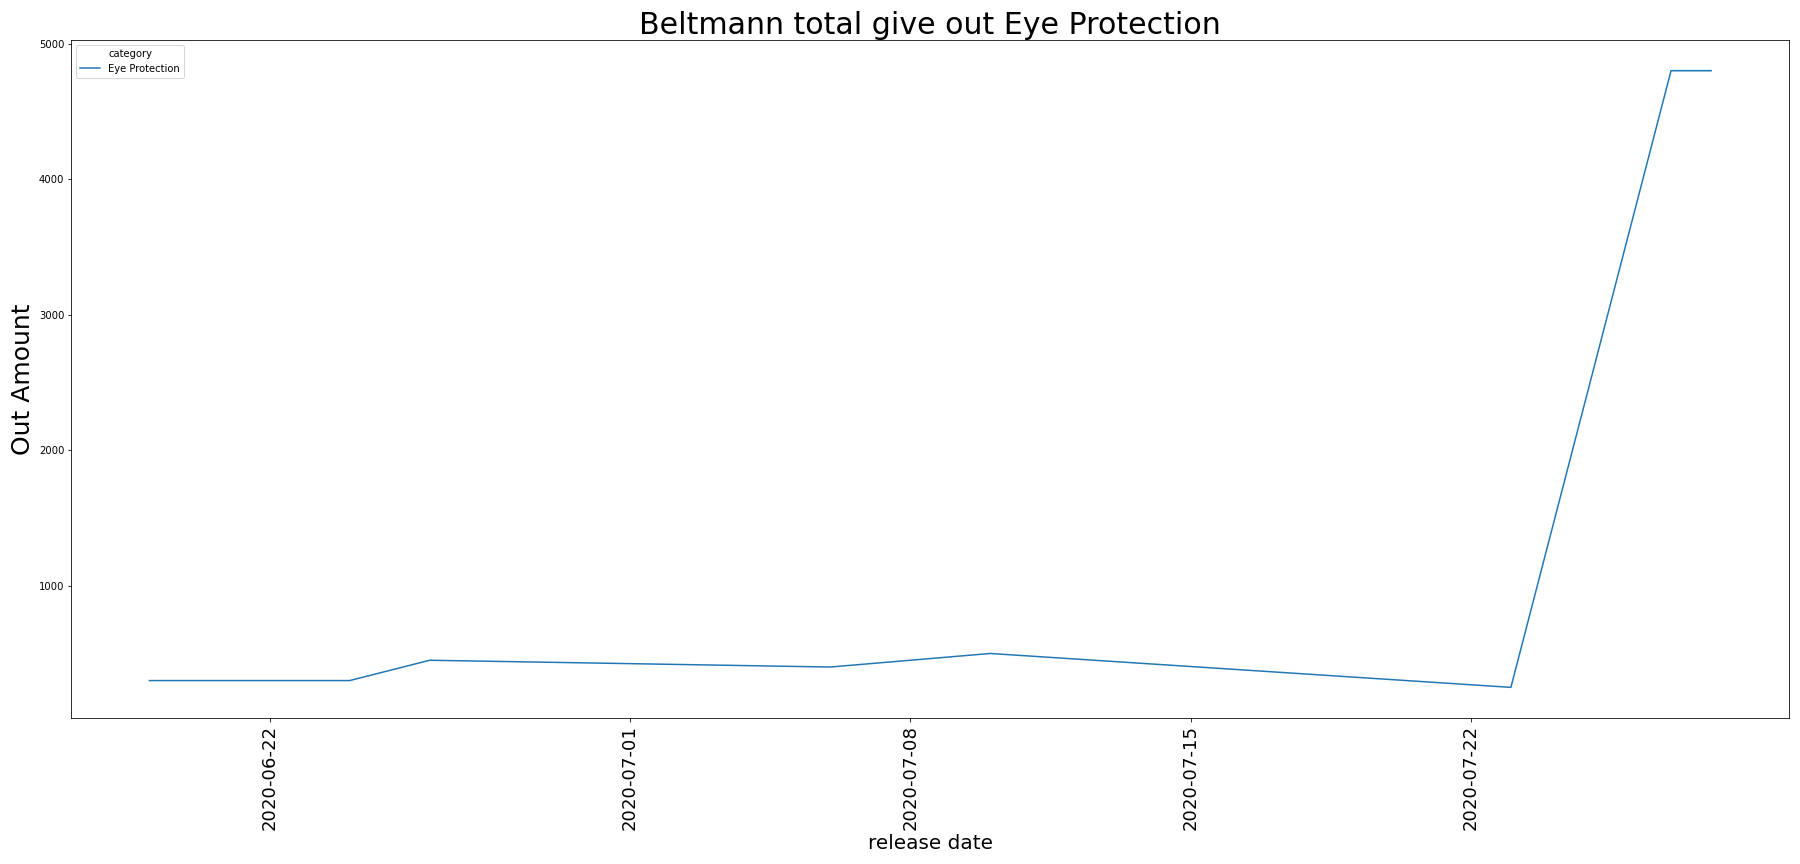 Beltmann total give out Eye Protection
category
Eye Protection
5000
4000
3000
2000
1000
Out Amount
2020-06-22
2020-07-01
2020-07-08
2020-07-15
2020-07-22
release date